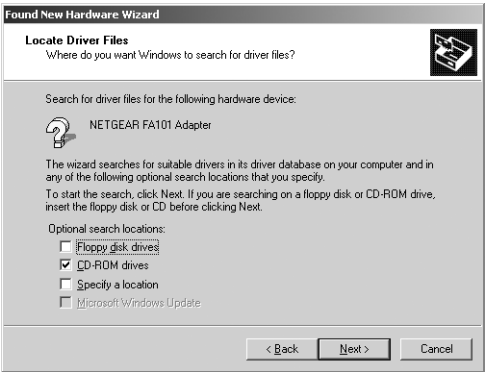 Found New Hardware Wizard
Locate Driver Files
Where do you want Windows to search for driver files?
Search for driver files for the following hardware device:
NETGEAR FA101 Adapter
The wizard searches for suitable drivers in its driver database on your computer and in
any of the following optional search locations that you specify.
To start the search, click Next. If you are searching on a floppy disk or CD-ROM drive,
insert the floppy disk or CD before clicking Next.
Optional search locations:
Floppy disk drives
CD-ROM drives
Specify a location
Microsoft Windows Update
< Back Next > Cancel